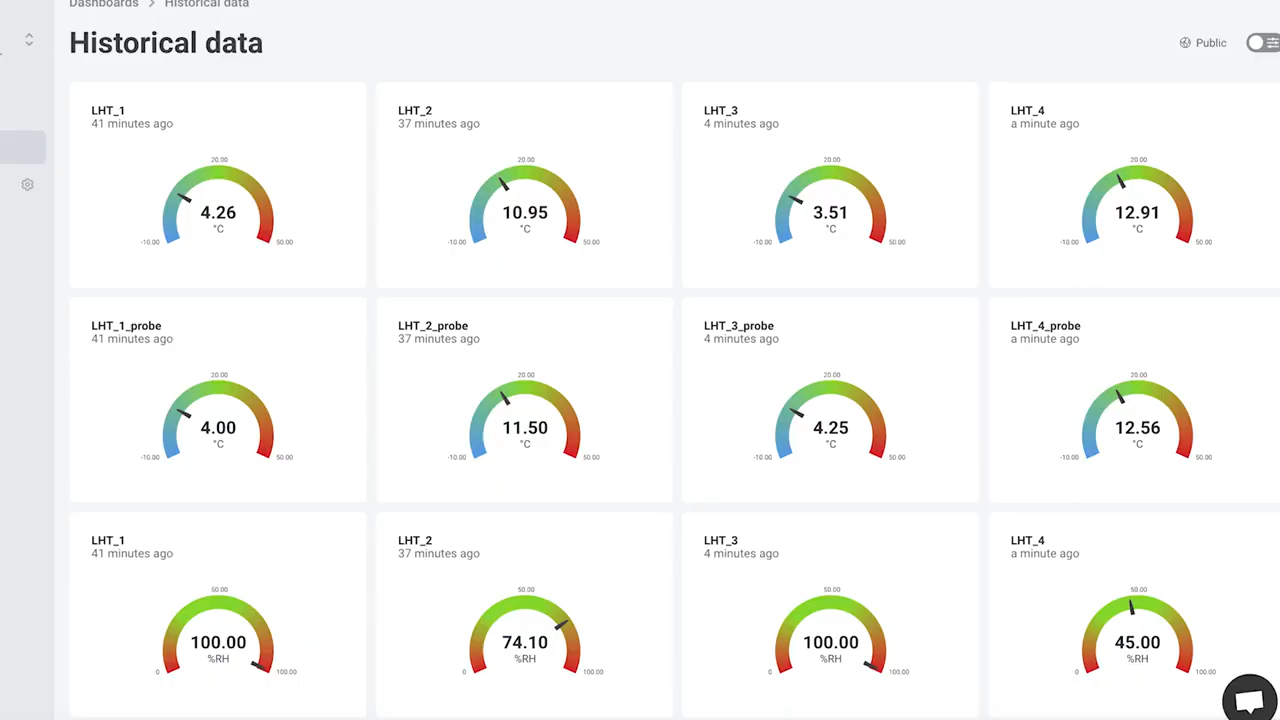 Dashboards > Historical data
Historical data
Public
LHT_1
41 minutes ago
20.00
4.26
°C
-10.00
50.00
LHT_2
37 minutes ago
20.00
10.95
°C
-10.00
50.00
LHT_3
4 minutes ago
20.00
3.51
°C
-10.00
50.00
LHT_4
a minute ago
20.00
12.91
°C
-10.00
50.00
LHT_1_probe
41 minutes ago
20.00
4.00
°C
-10.00
50.00
LHT_2_probe
37 minutes ago
20.00
11.50
°C
-10.00
50.00
LHT_3_probe
4 minutes ago
20.00
4.25
°C
-10.00
50.00
LHT_4_probe
a minute ago
20.00
12.56
°C
-10.00
50.00
LHT_1
41 minutes ago
50.00
100.00
%RH
0
100.00
LHT_2
37 minutes ago
50.00
74.10
%RH
0
100.00
LHT_3
4 minutes ago
50.00
100.00
%RH
0
100.00
LHT_4
a minute ago
50.00
45.00
%RH
0
100.00